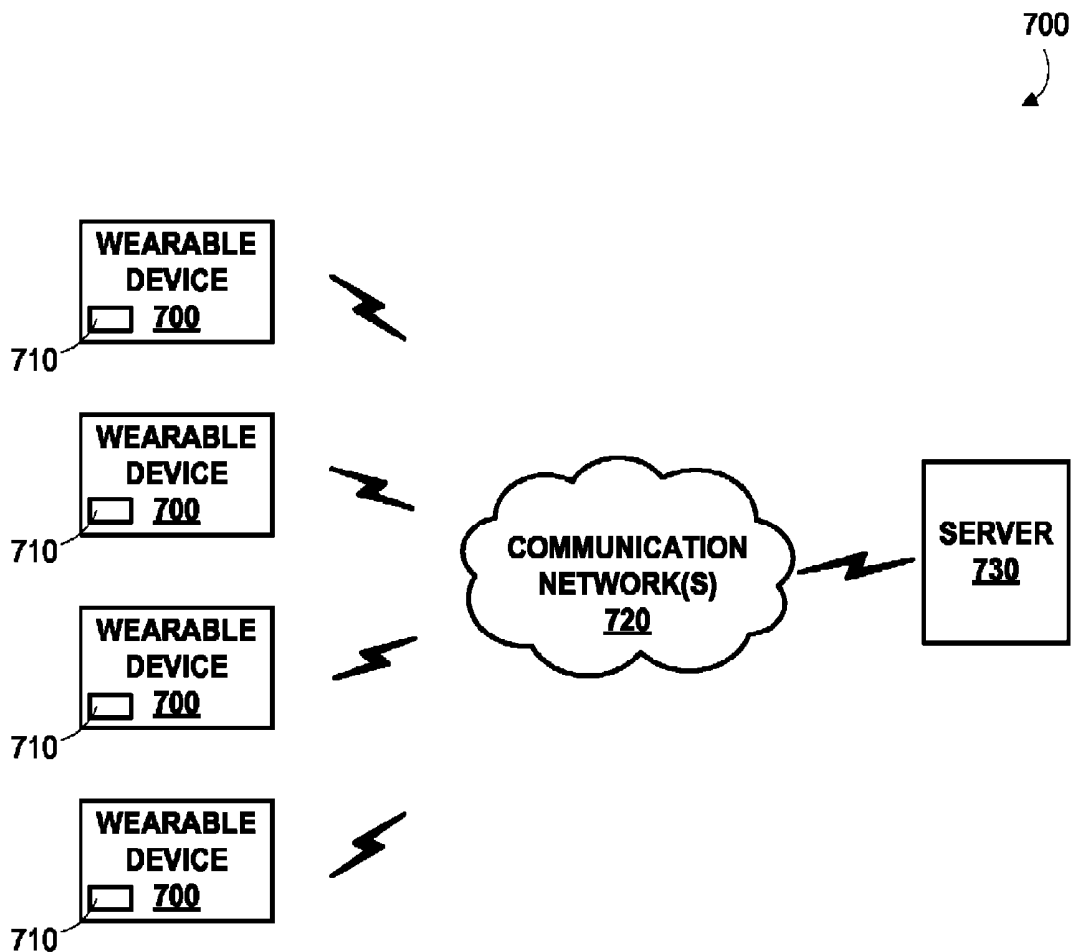 700
WEARABLE
DEVICE
700
710
WEARABLE
DEVICE
700
710
COMMUNICATION
NETWORK(S)
720
SERVER
730
WEARABLE
DEVICE
700
710
WEARABLE
DEVICE
700
710